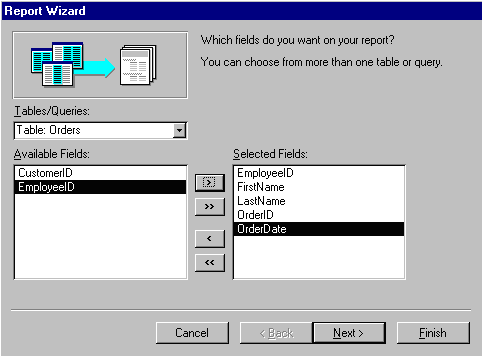 Report Wizard
Which fields do you want on your report?
You can choose from more than one table or query.
Tables/Queries:
Table: Orders
Available Fields:
CustomerID
EmployeeID
>
>>
<
<<
Selected Fields:
EmployeeID
FirstName
LastName
OrderID
OrderDate
Cancel
< Back
Next >
Finish